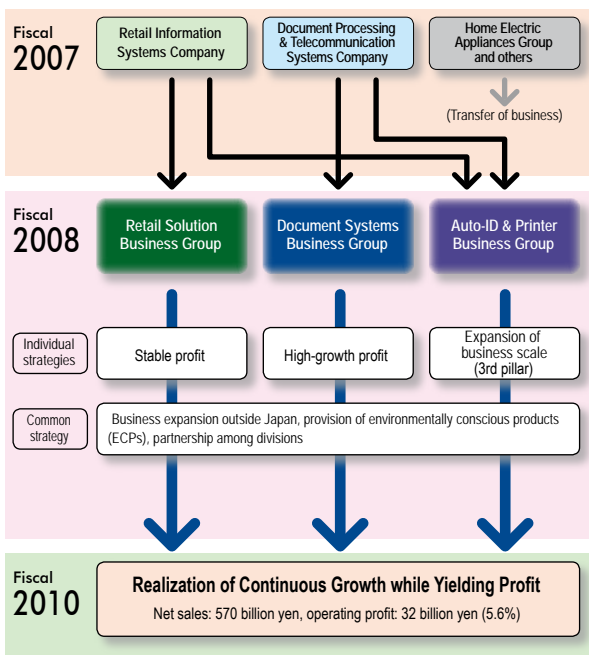 Fiscal
2007
Retail Information
Systems Company
Document Processing
& Telecommunication
Systems Company
Home Electric
Appliances Group
and others
(Transfer of business)
Fiscal
2008
Retail Solution
Business Group
Document Systems
Business Group
Auto-ID & Printer
Business Group
Individual
strategies
Stable profit
High-growth profit
Expansion of
business scale
(3rd pillar)
Common
strategy
Business expansion outside Japan, provision of environmentally conscious products
(ECPs), partnership among divisions
Fiscal
2010
Realization of Continuous Growth while Yielding Profit
Net sales: 570 billion yen, operating profit: 32 billion yen (5.6%)